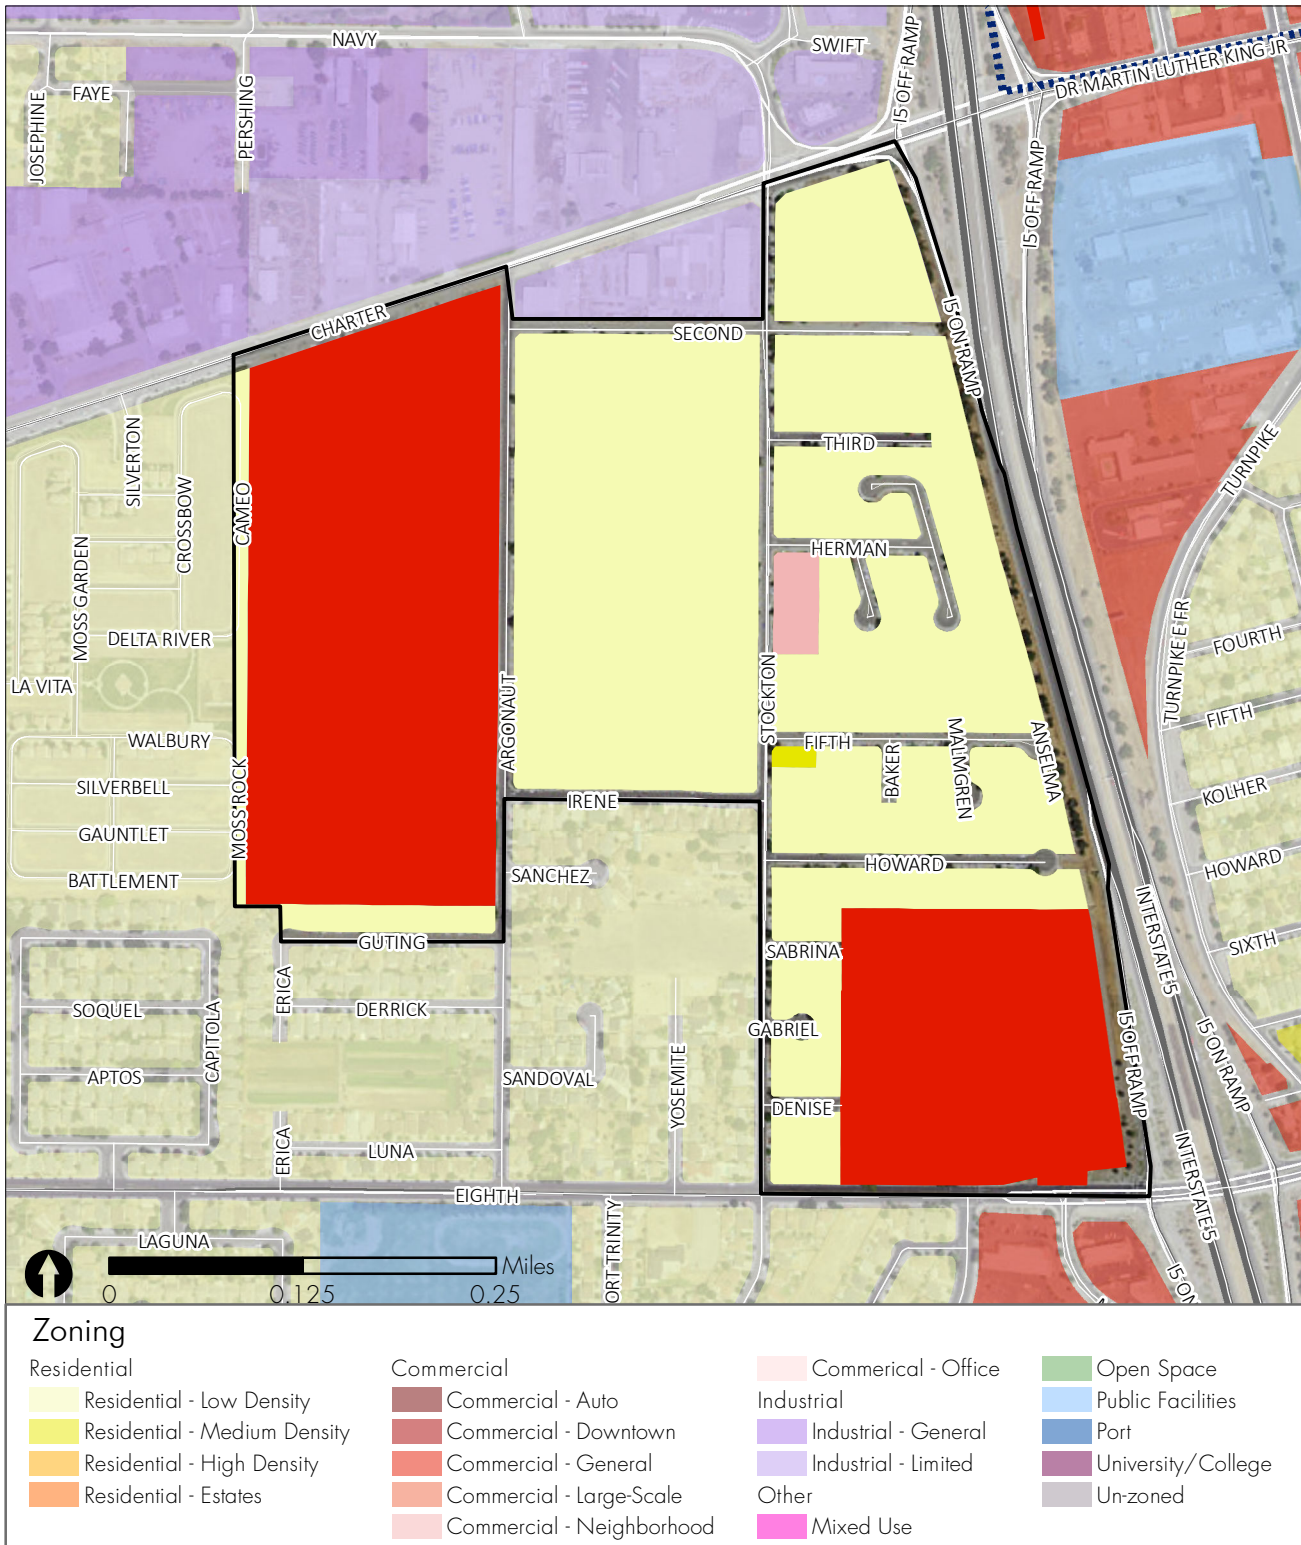 NAVY
SWIFT
I5 OFF RAMP
DR MARTIN LUTHER KING JR
FAYE
JOSEPHINE
PERSHING
I5 OFF RAMP
CHARTER
SECOND
I5 ON RAMP
SILVERTON
CROSSBOW
CAMEO
THIRD
TURNPIKE
MOSS GARDEN
HERMAN
DELTA RIVER
FOURTH
LA VITA
ARGONAUT
STOCKTON
TURNPIKE E FR
WALBURY
FIFTH
FIFTH
BAKER
MALMGREN
ANSELMA
SILVERBELL
MOSS ROCK
IRENE
KOLHER
GAUNTLET
HOWARD
HOWARD
BATTLEMENT
SANCHEZ
GUTING
SABRINA
INTERSTATE 5
SIXTH
ERICA
SOQUEL
DERRICK
CAPITOLA
GABRIEL
I5 OFF RAMP
I5 ON RAMP
APTOS
SANDOVAL
YOSEMITE
DENISE
ERICA
LUNA
INTERSTATE 5
EIGHTH
LAGUNA
ORT TRINITY
I5 ON
Miles
0 0.125 0.25
Zoning
Residential
Residential - Low Density
Residential - Medium Density
Residential - High Density
Residential - Estates
Commercial
Commercial - Auto
Commercial - Downtown
Commercial - General
Commercial - Large-Scale
Commercial - Neighborhood
Commerical - Office
Industrial
Industrial - General
Industrial - Limited
Other
Mixed Use
Open Space
Public Facilities
Port
University/College
Un-zoned